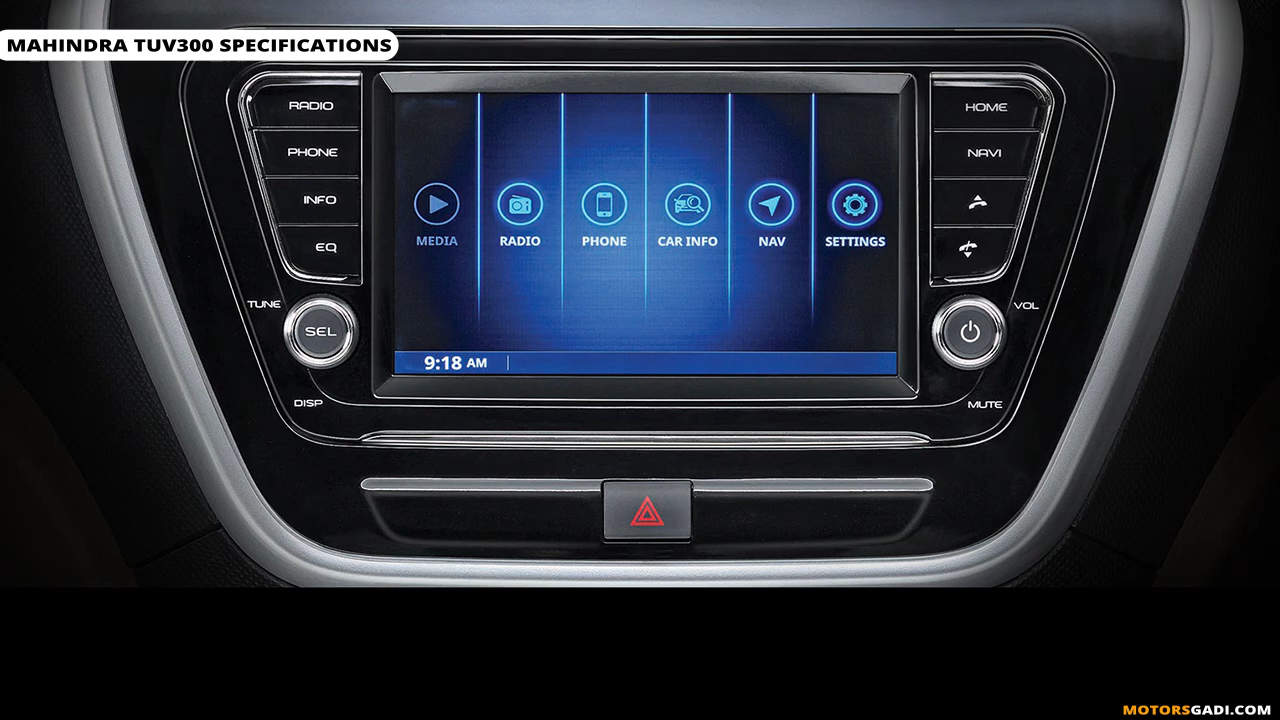 MAHINDRA TUV300 SPECIFICATIONS
RADIO
PHONE
INFO
EQ
TUNE
SEL
DISP
MEDIA
RADIO
PHONE
CAR INFO
NAV
SETTINGS
9:18 AM
HOME
NAVI
VOL
MUTE
MOTORSGADI.COM